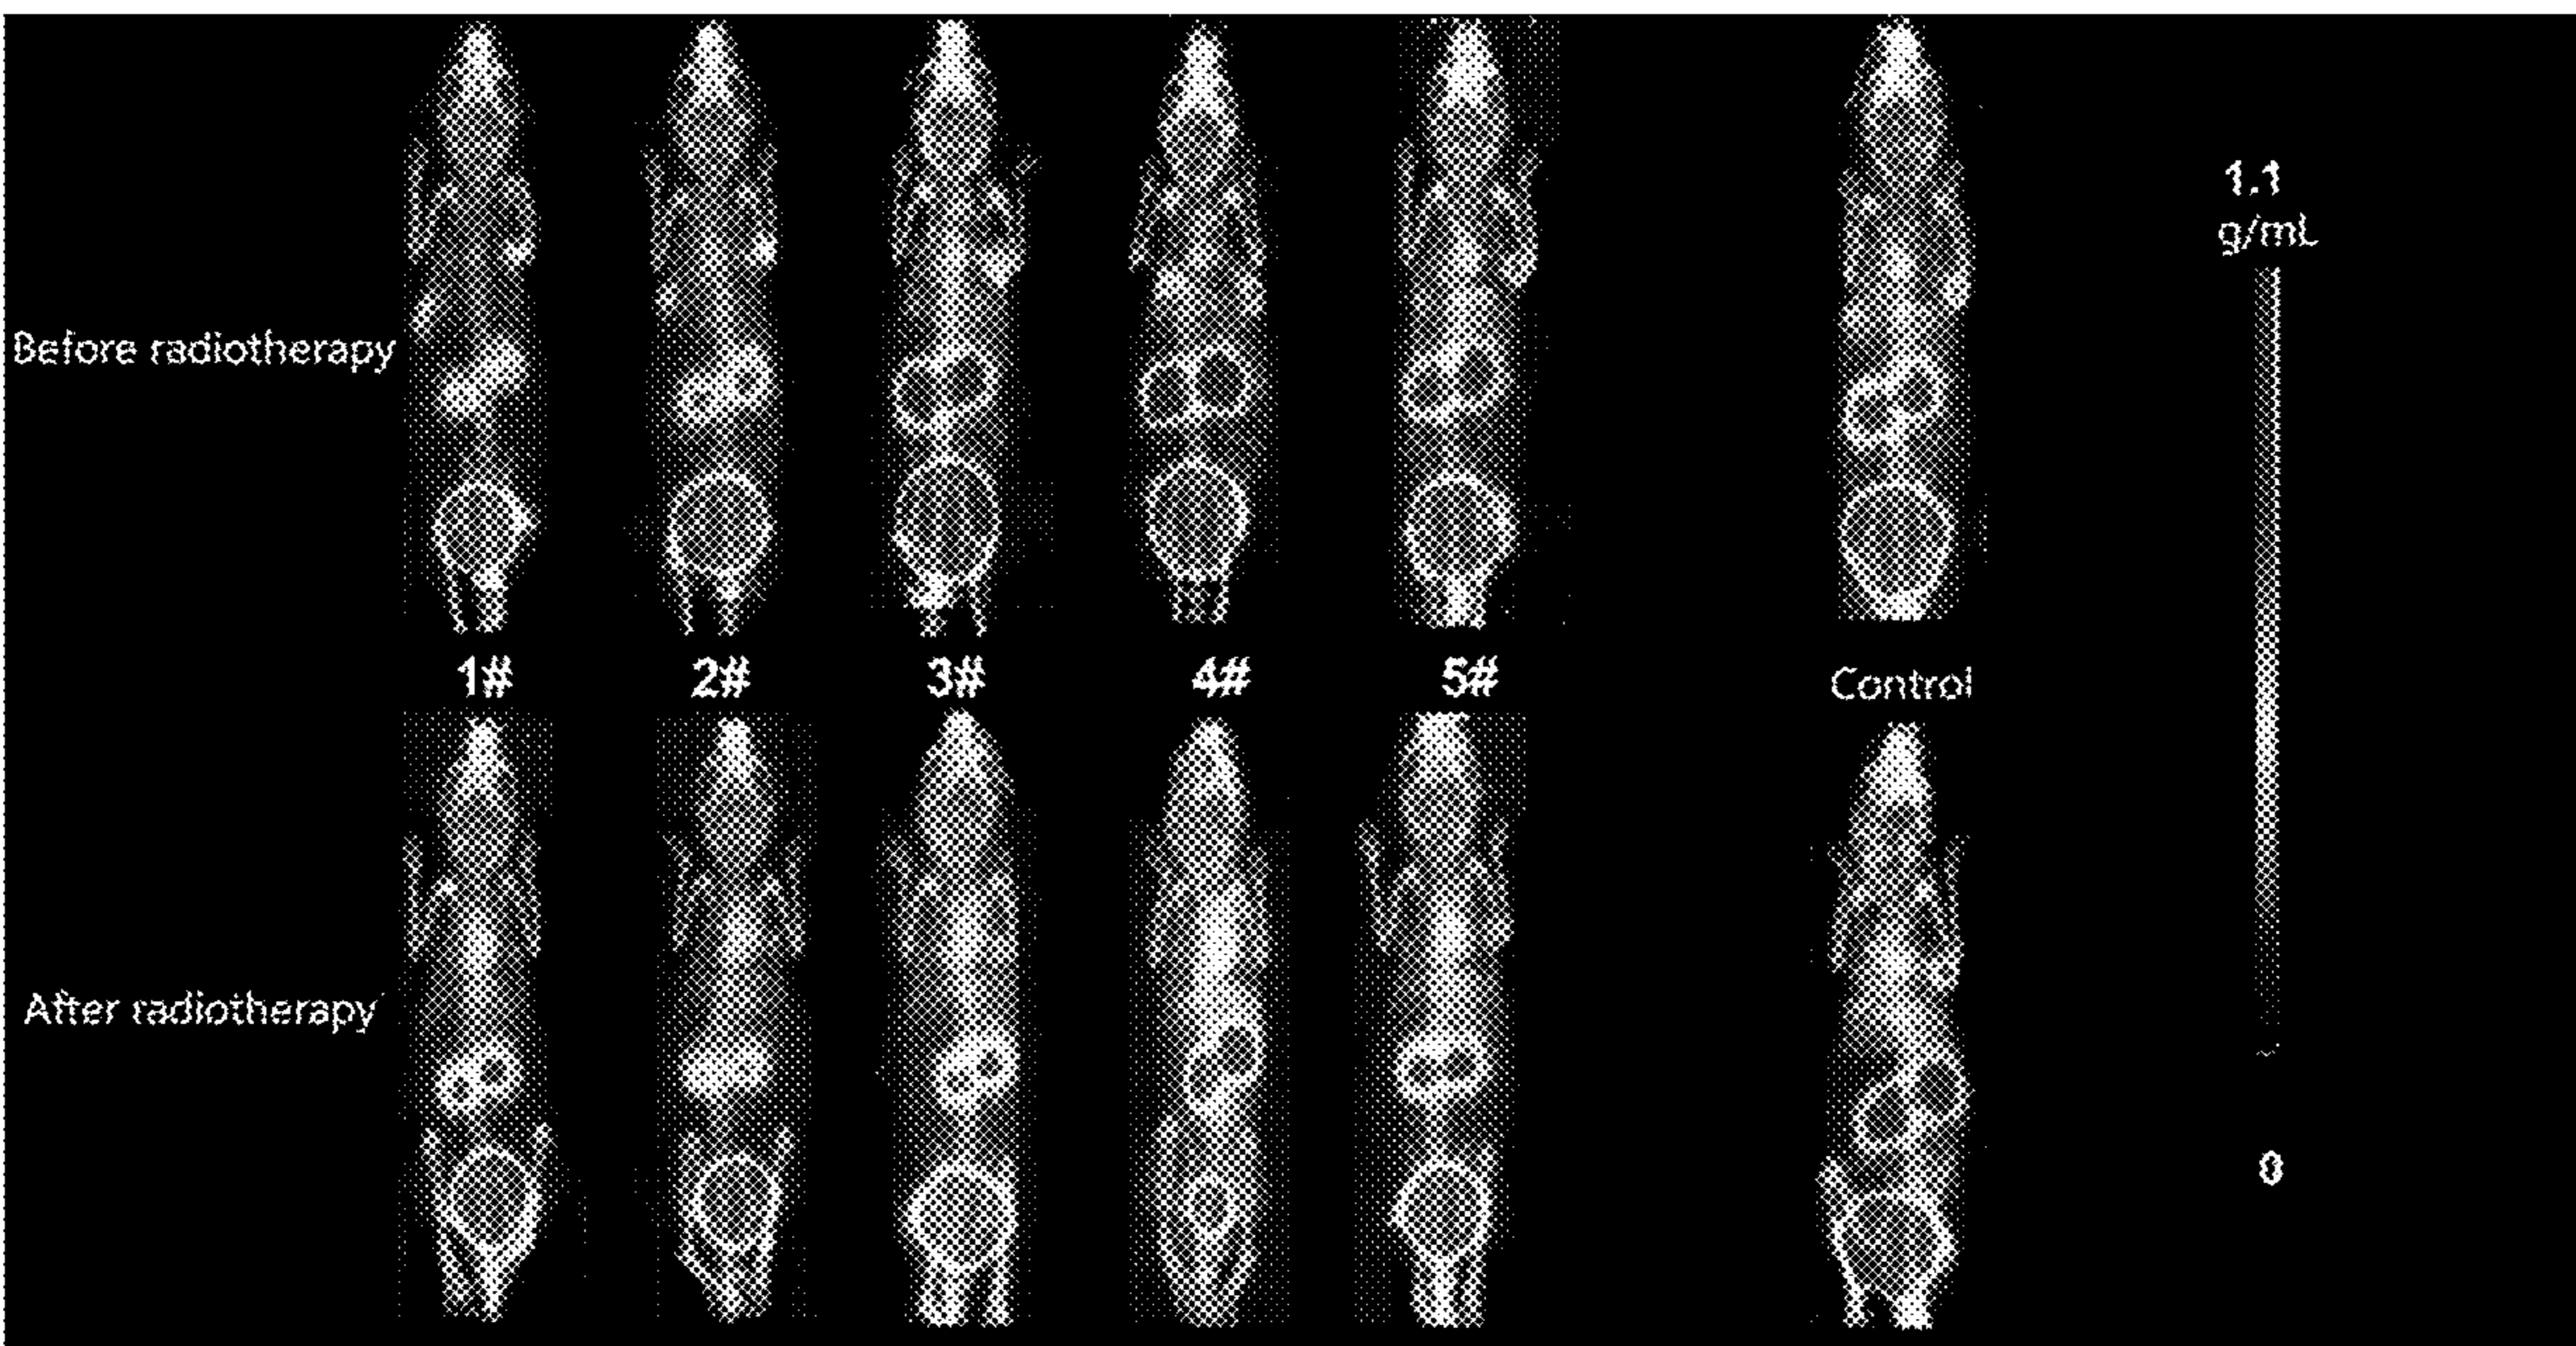 1.1
g/mL
Before radiotherapy
1# 2# 3# 4# 5# Control
After radiotherapy
0